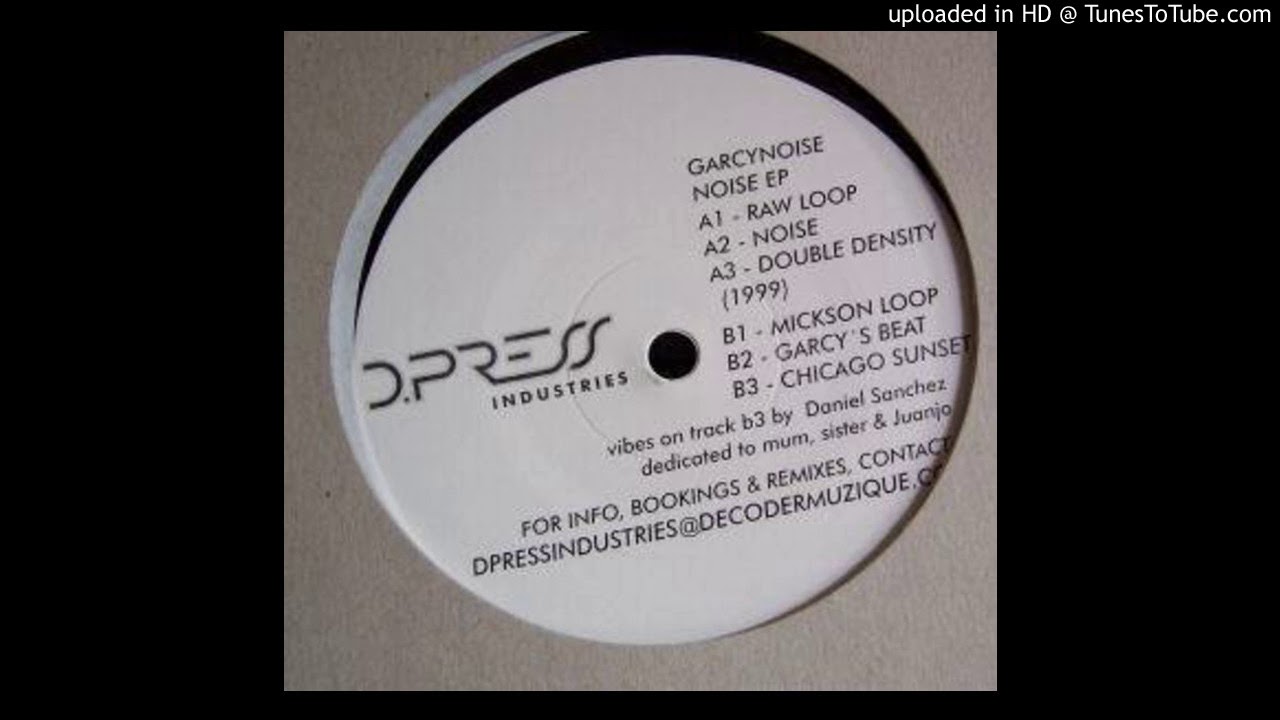 uploaded in HD @ TunesToTube.com
GARCYNOISE
NOISE EP
A1 - RAW LOOP
A2 - NOISE
A3 - DOUBLE DENSITY
(1999)
B1 - MICKSON LOOP
B2 - GARCY´S BEAT
B3 - CHICAGO SUNSET
D.PRESS
INDUSTRIES
vibes on track b3 by Daniel Sanchez
dedicated to mum, sister & Juanjo
FOR INFO, BOOKINGS & REMIXES, CONTACT
DPRESSINDUSTRIES@DECODERMUZIQUE.C